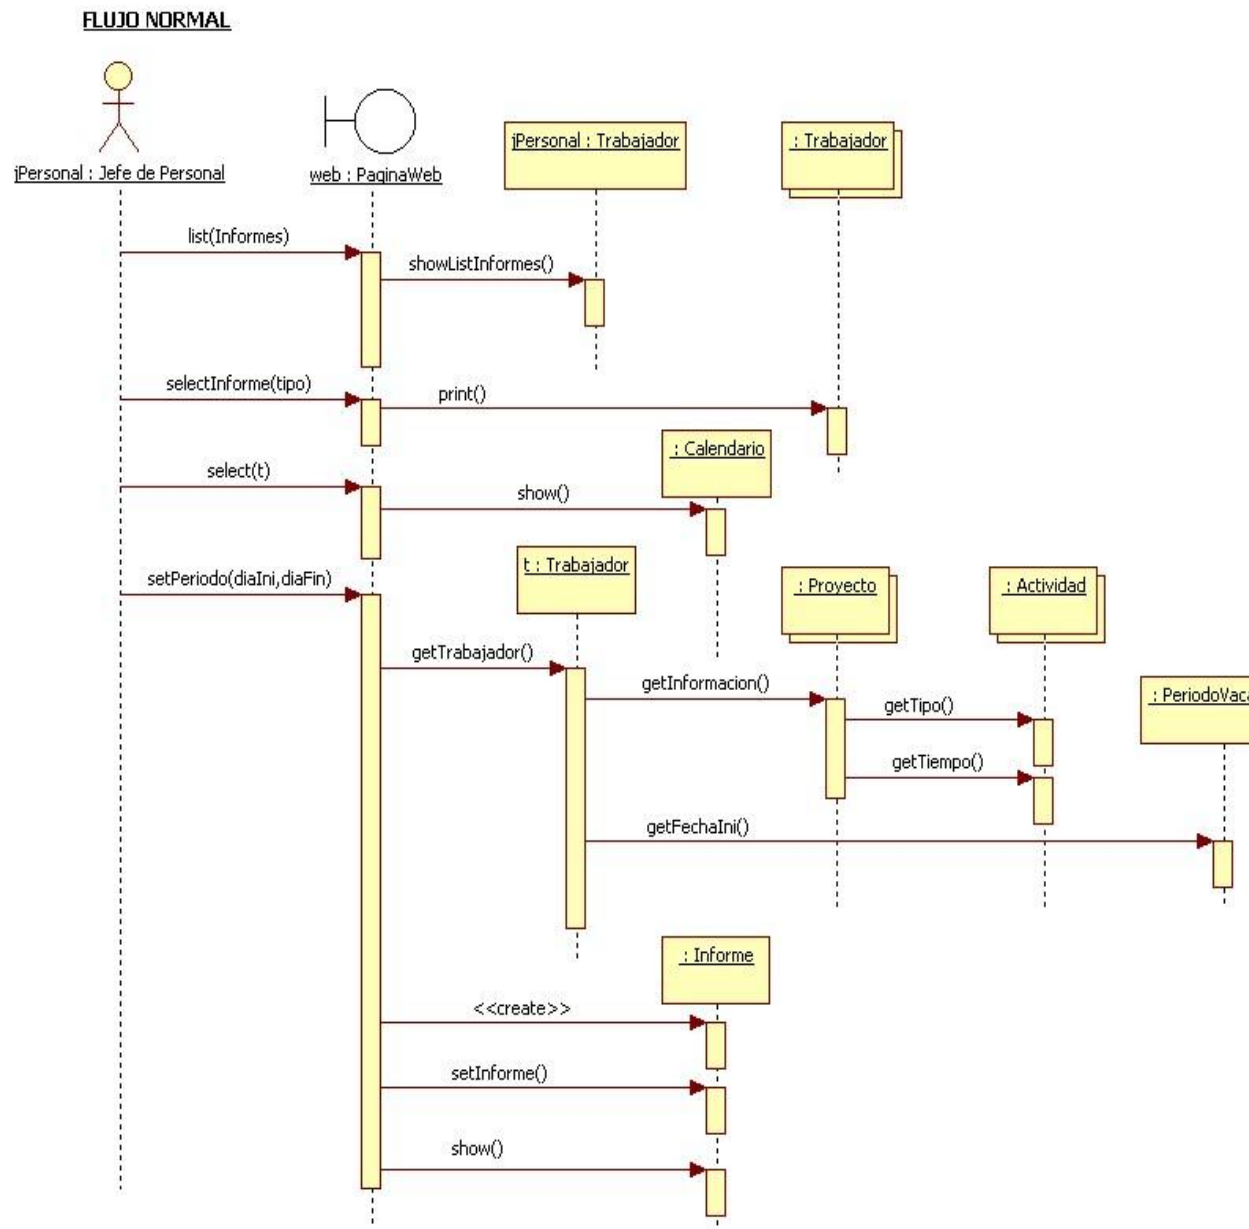 FLUJO NORMAL
jPersonal : Jefe de Personal
web : PaginaWeb
jPersonal : Trabajador
: Trabajador
list(Informes)
showListInformes()
selectInforme(tipo)
print()
: Calendario
select(t)
show()
t : Trabajador
: Proyecto
: Actividad
setPeriodo(diaIni,diaFin)
getTrabajador()
getInformacion()
: PeriodoVaca
getTipo()
getTiempo()
getFechaIni()
: Informe
<<create>>
setInforme()
show()